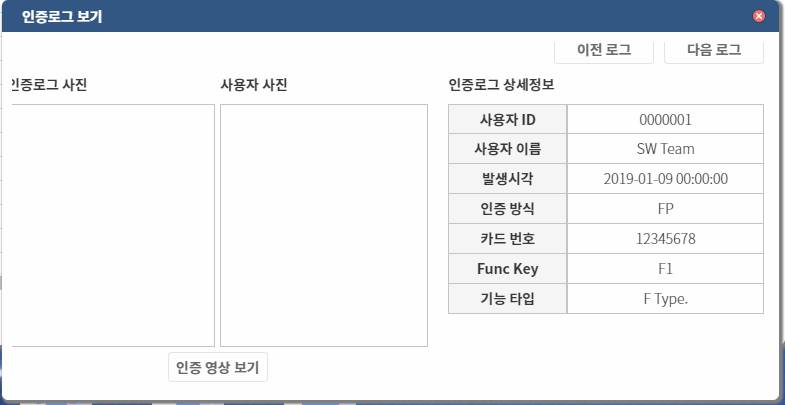 인증로그 보기
이전 로그 다음 로그
인증로그 사진 사용자 사진 인증로그 상세정보
사용자 ID 0000001
사용자 이름 SW Team
발생시각 2019-01-09 00:00:00
인증 방식 FP
카드 번호 12345678
Func Key F1
기능 타입 F Type.
인증 영상 보기